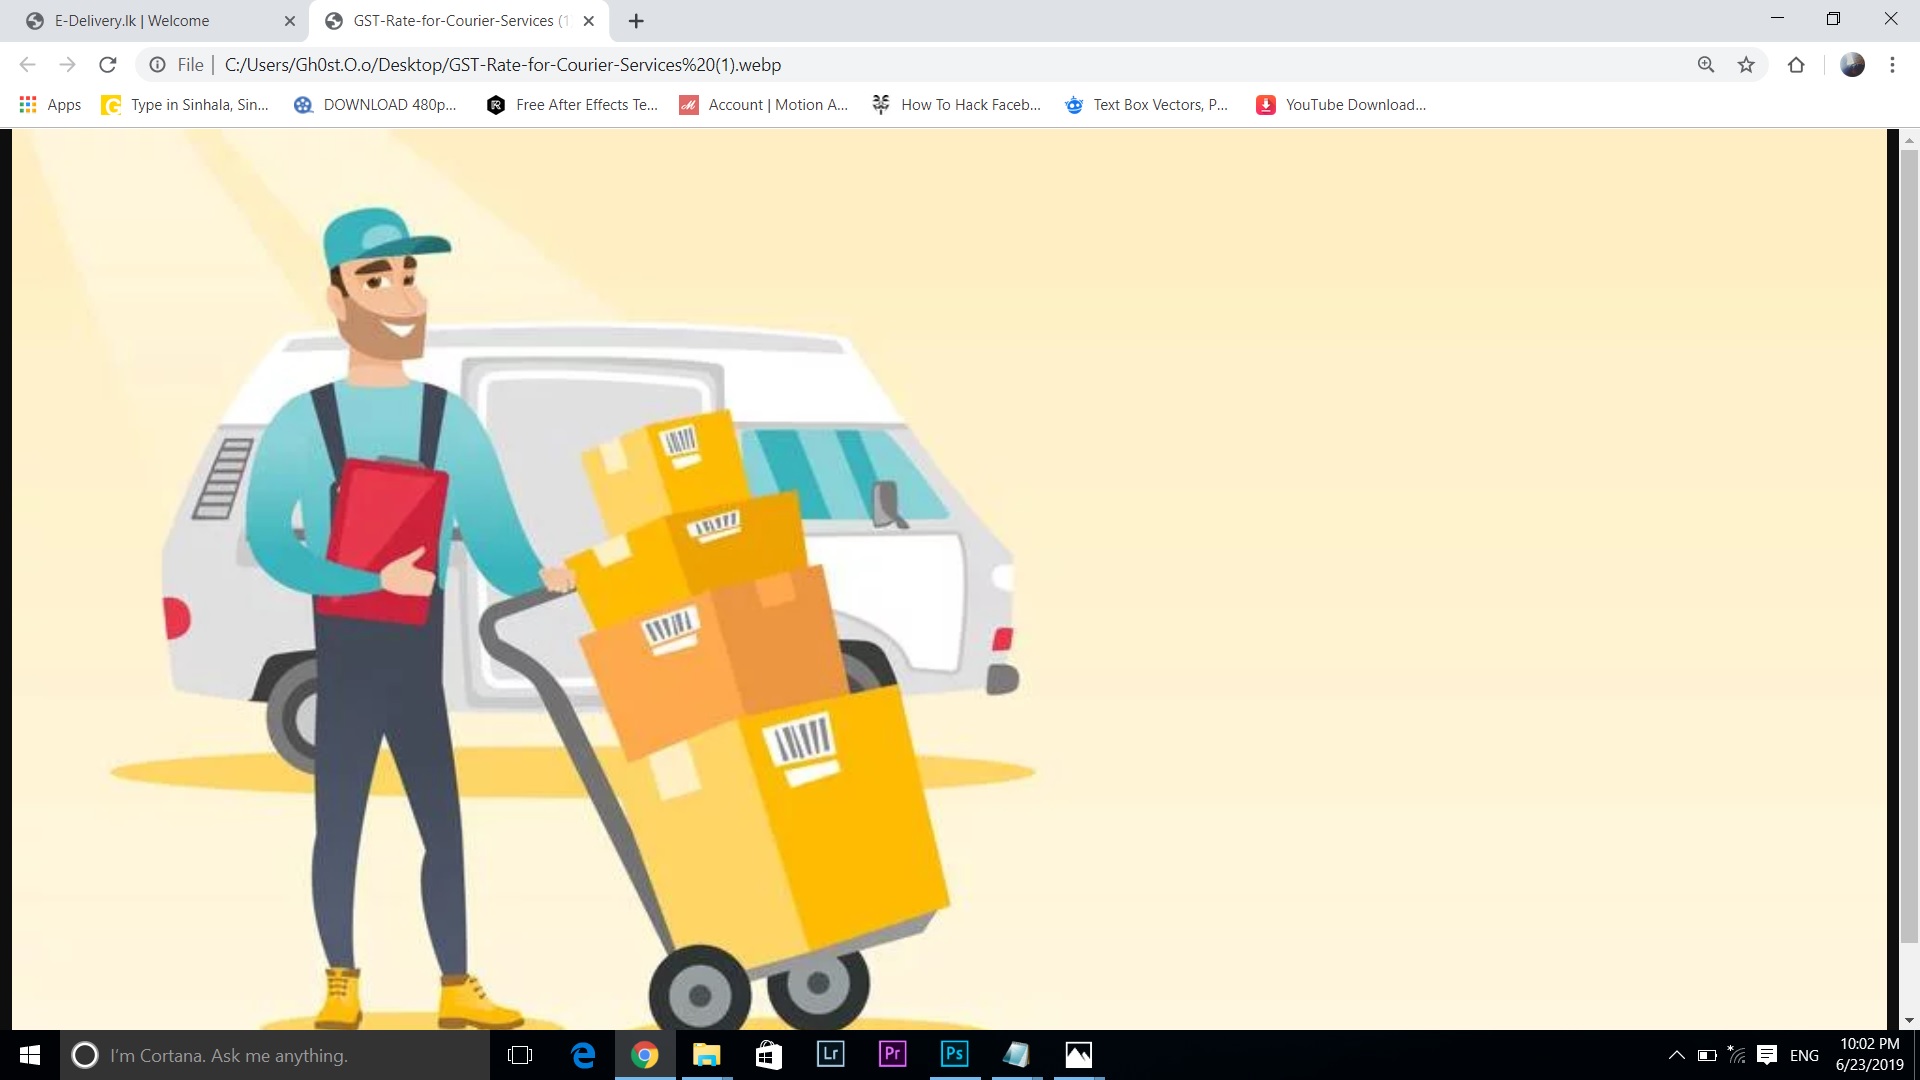 E-Delivery.lk | Welcome
GST-Rate-for-Courier-Services (1
File
C:/Users/Gh0st.O.o/Desktop/GST-Rate-for-Courier-Services%20(1).webp
Apps
Type in Sinhala, Sin...
DOWNLOAD 480p...
Free After Effects Te...
Account | Motion A...
How To Hack Faceb...
Text Box Vectors, P...
YouTube Download...
I'm Cortana. Ask me anything.
Lr
Pr
Ps
ENG
10:02 PM
6/23/2019